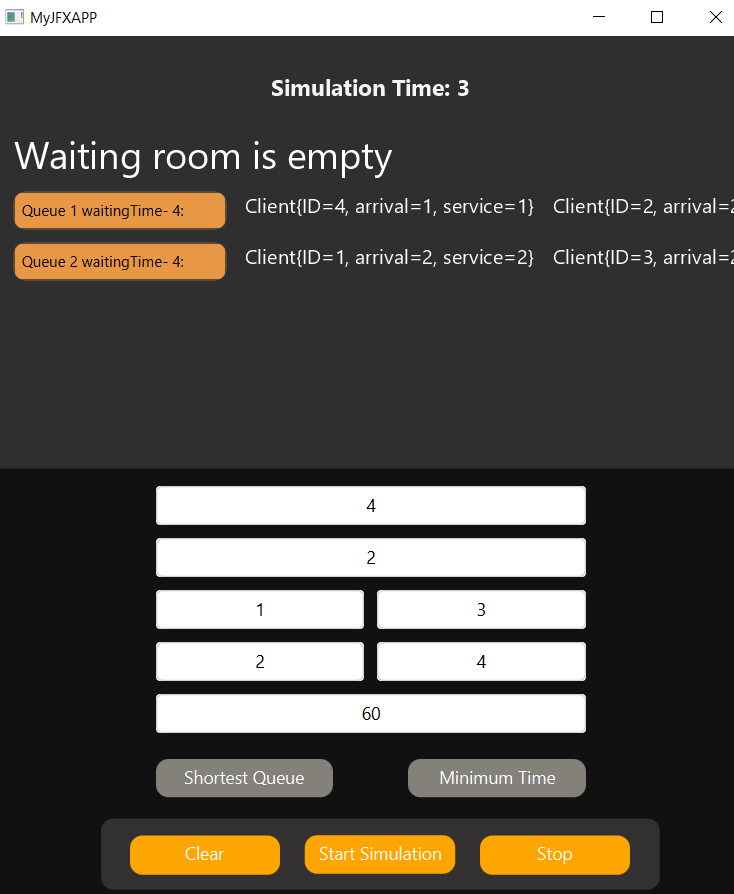 MyJFXAPP
Simulation Time: 3
Waiting room is empty
Queue 1 waitingTime- 4: Client{ID=4, arrival=1, service=1} Client{ID=2, arrival=2
Queue 2 waitingTime- 4: Client{ID=1, arrival=2, service=2} Client{ID=3, arrival=2
4
2
1 3
2 4
60
Shortest Queue Minimum Time
Clear Start Simulation Stop